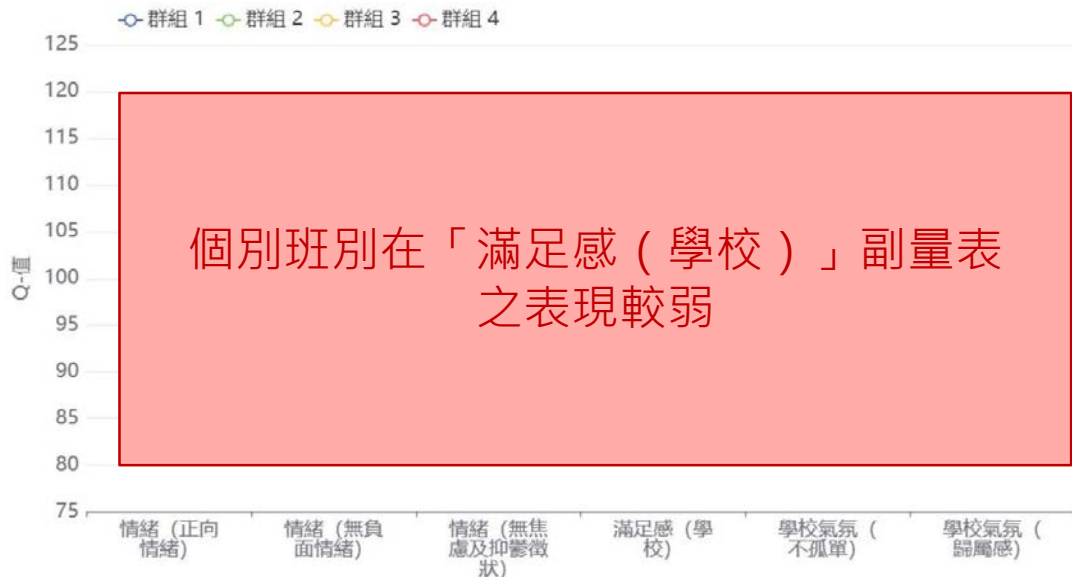 群組 1 群組 2 群組 3 群組 4
125
120
115
110
105
100
95
90
85
80
75
Q-值
個別班別在「滿足感（學校）」副量表
之表現較弱
情緒 (正向
情緒)
情緒 (無負
面情緒)
情緒 (無焦
慮及抑鬱徵
狀)
滿足感 (學
校)
學校氣氛 (
不孤單)
學校氣氛 (
歸屬感)